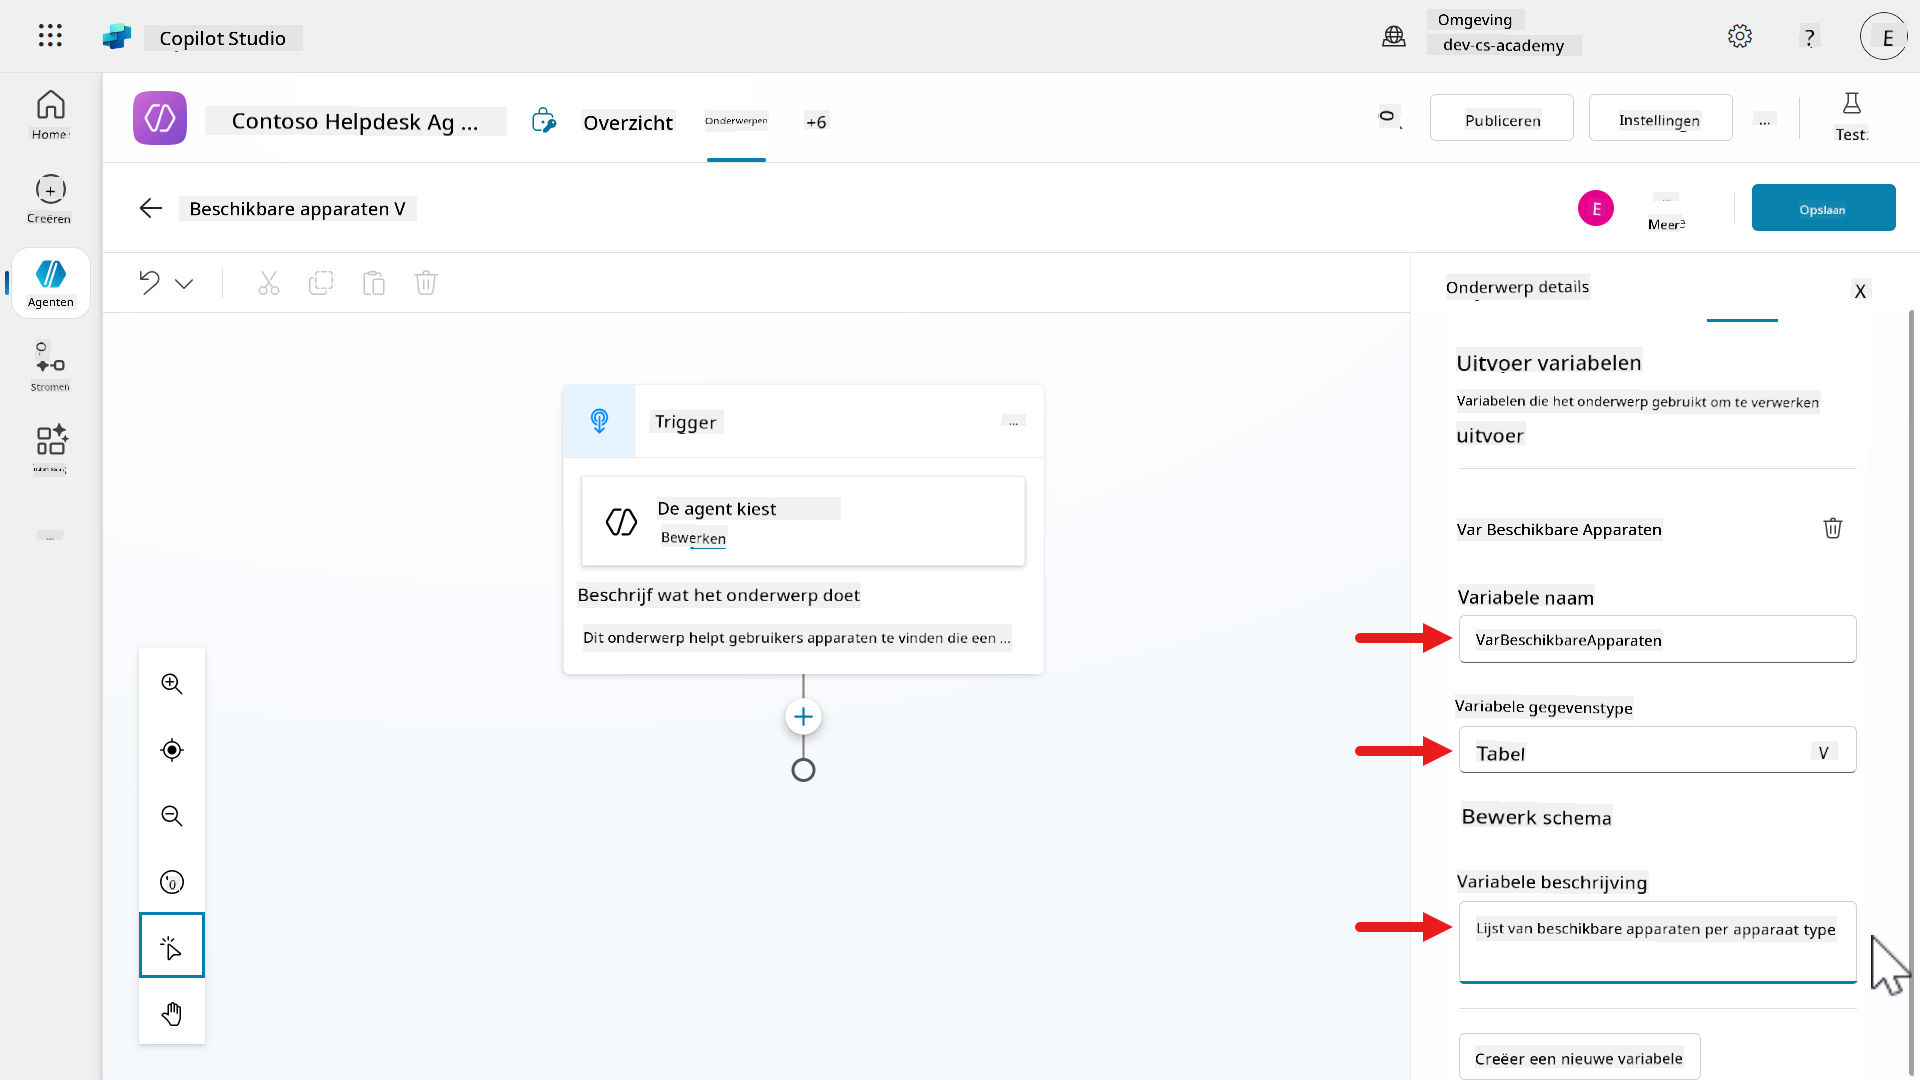 Copilot Studio
Omgeving
dev-cs-academy
?
E
Home
Contoso Helpdesk Ag ...
Overzicht
Onderwerpen
+6
Publiceren
Instellingen
...
Test
Creëren
Beschikbare apparaten V
E
...
Meer
Opslaan
Agenten
Onderwerp details
X
Stromen
Uitvoer variabelen
Variabelen die het onderwerp gebruikt om te verwerken
uitvoer
Trigger
...
De agent kiest
Bewerken
Var Beschikbare Apparaten
Beschrijf wat het onderwerp doet
Variabele naam
Dit onderwerp helpt gebruikers apparaten te vinden die een ...
VarBeschikbareApparaten
Variabele gegevenstype
Tabel
V
Bewerk schema
Variabele beschrijving
Lijst van beschikbare apparaten per apparaat type
Creëer een nieuwe variabele